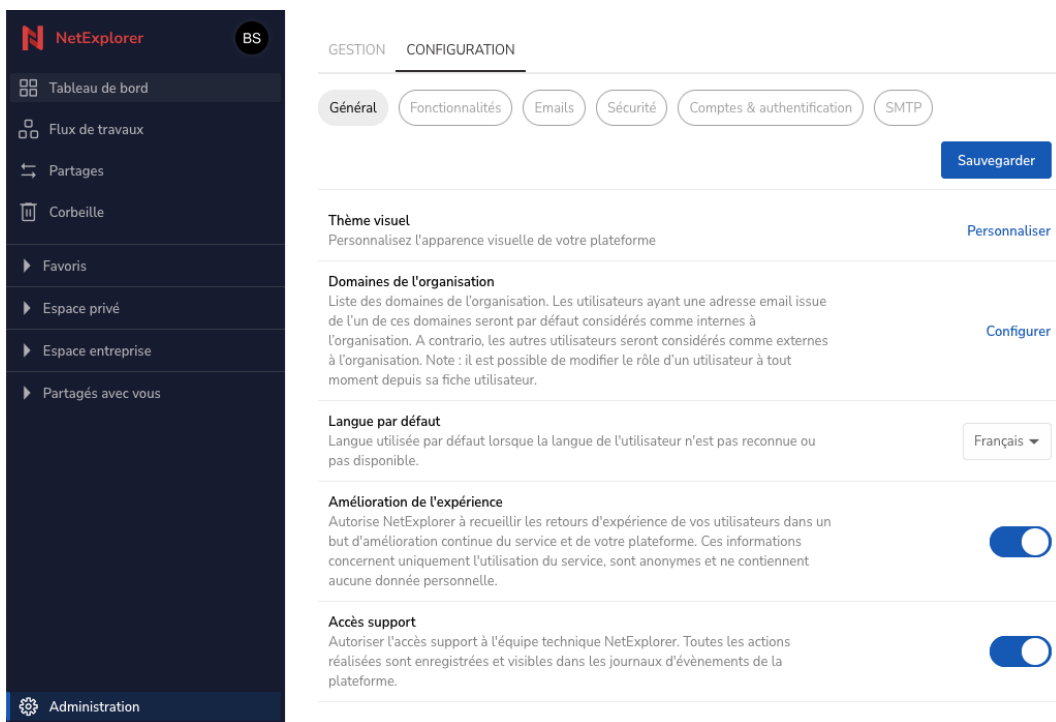 NetExplorer
BS
Tableau de bord
Flux de travaux
Partages
Corbeille
Favoris
Espace privé
Espace entreprise
Partagés avec vous
Administration
GESTION CONFIGURATION
Général Fonctionnalités Emails Sécurité Comptes & authentification SMTP
Sauvegarder
Thème visuel
Personnalisez l'apparence visuelle de votre plateforme
Personnaliser
Domaines de l'organisation
Liste des domaines de l’organisation. Les utilisateurs ayant une adresse email issue
de l’un de ces domaines seront par défaut considérés comme internes à
l’organisation. A contrario, les autres utilisateurs seront considérés comme externes
à l’organisation. Note : il est possible de modifier le rôle d’un utilisateur à tout
moment depuis sa fiche utilisateur.
Configurer
Langue par défaut
Langue utilisée par défaut lorsque la langue de l'utilisateur n'est pas reconnue ou
pas disponible.
Français
Amélioration de l'expérience
Autorise NetExplorer à recueillir les retours d'expérience de vos utilisateurs dans un
but d'amélioration continue du service et de votre plateforme. Ces informations
concernent uniquement l'utilisation du service, sont anonymes et ne contiennent
aucune donnée personnelle.
Accès support
Autoriser l'accès support à l'équipe technique NetExplorer. Toutes les actions
réalisées sont enregistrées et visibles dans les journaux d'évènements de la
plateforme.